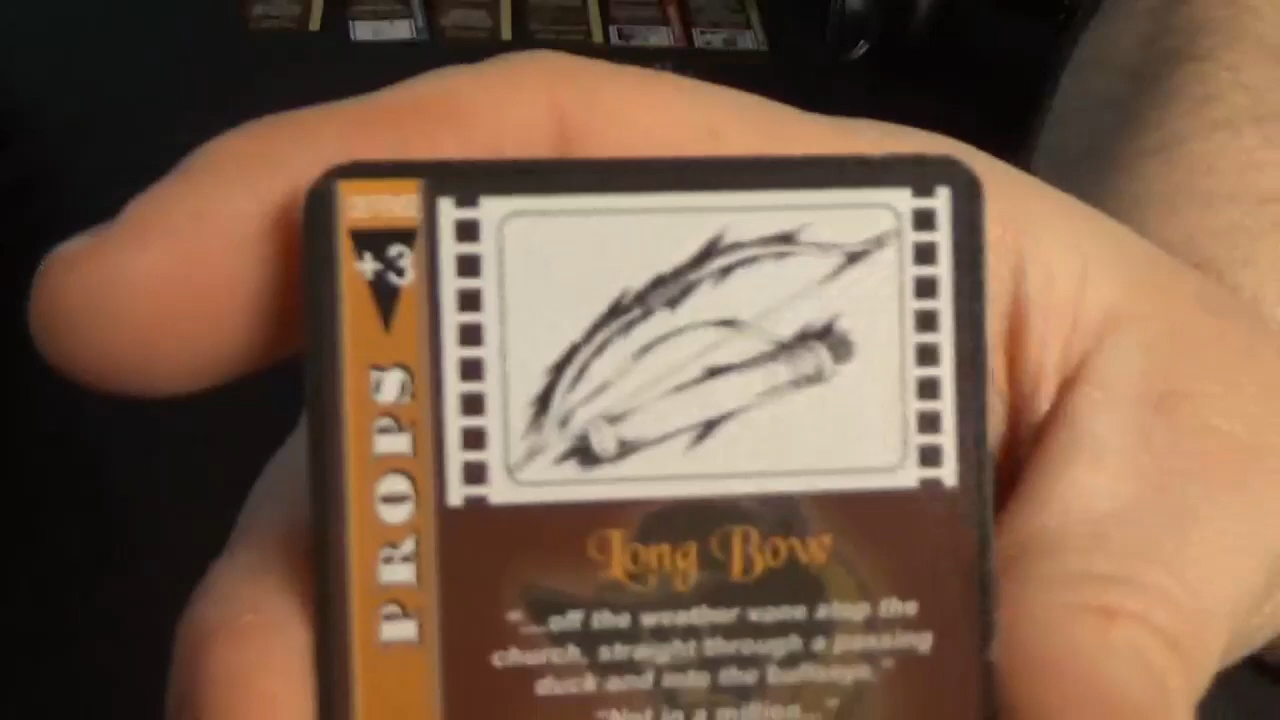 +3
PROPS
Long Bow
"...off the weather vane atop the
church, straight through a passing
duck and into the bullseye."
"Not in a million..."